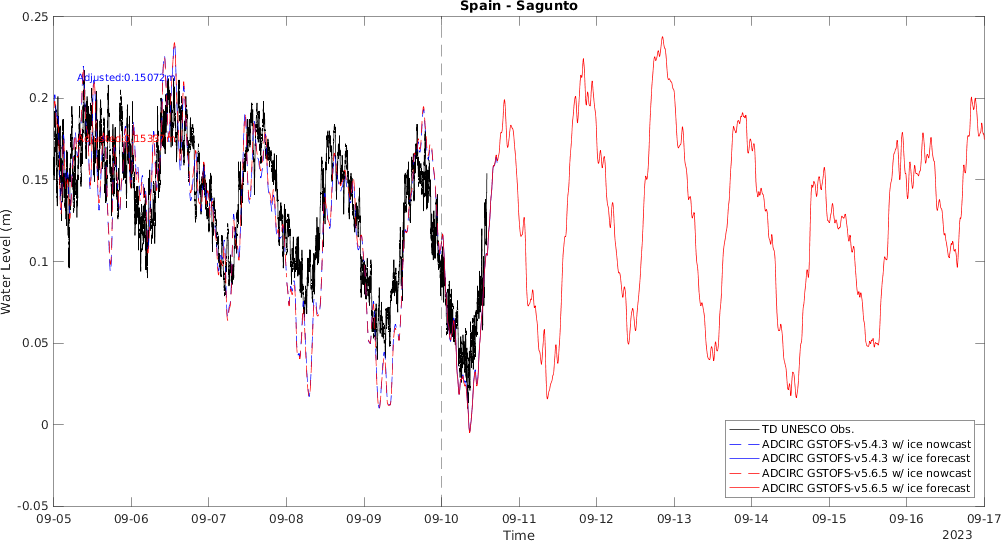 Spain - Sagunto
0.25
0.2
0.15
0.1
0.05
0
-0.05
Water Level (m)
Adjusted:0.15072m
09-05
09-06
09-07
09-08
09-09
09-10
09-11
09-12
09-13
09-14
09-15
09-16
09-17
Time
2023
TD UNESCO Obs.
ADCIRC GSTOFS-v5.4.3 w/ ice nowcast
ADCIRC GSTOFS-v5.4.3 w/ ice forecast
ADCIRC GSTOFS-v5.6.5 w/ ice nowcast
ADCIRC GSTOFS-v5.6.5 w/ ice forecast